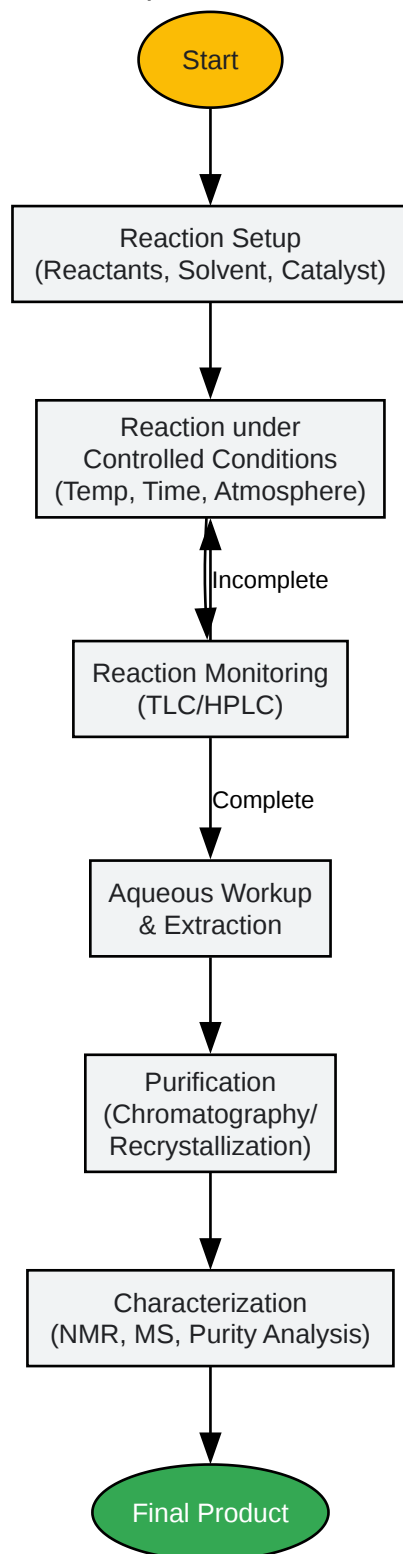 Start
Reaction Setup
(Reactants, Solvent, Catalyst)
Reaction under
Controlled Conditions
(Temp, Time, Atmosphere)
Incomplete
Reaction Monitoring
(TLC/HPLC)
Complete
Aqueous Workup
& Extraction
Purification
(Chromatography/
Recrystallization)
Characterization
(NMR, MS, Purity Analysis)
Final Product